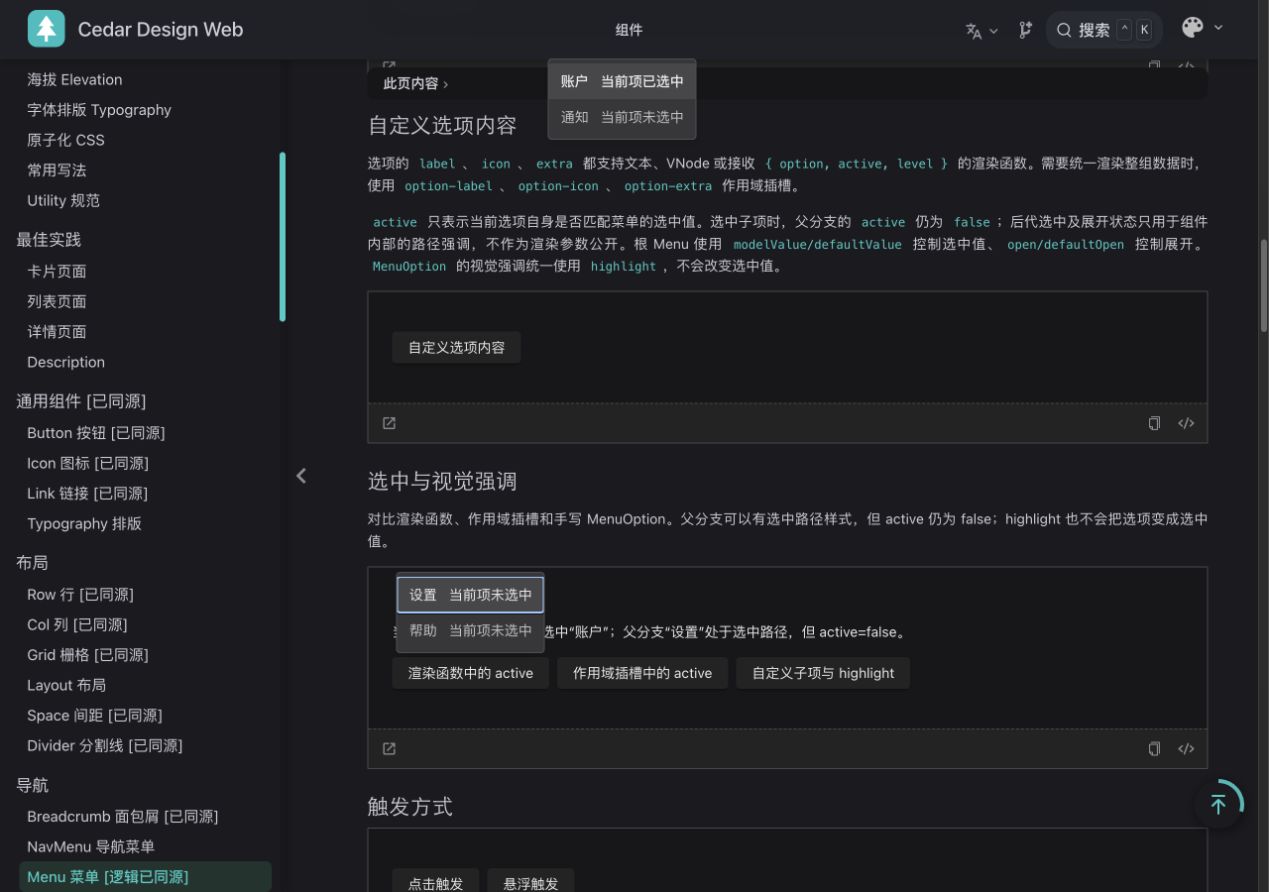 Cedar Design Web
组件
搜索 ^ K
海拔 Elevation
字体排版 Typography
原子化 CSS
常用写法
Utility 规范
最佳实践
卡片页面
列表页面
详情页面
Description
通用组件 [已同源]
Button 按钮 [已同源]
Icon 图标 [已同源]
Link 链接 [已同源]
Typography 排版
布局
Row 行 [已同源]
Col 列 [已同源]
Grid 栅格 [已同源]
Layout 布局
Space 间距 [已同源]
Divider 分割线 [已同源]
导航
Breadcrumb 面包屑 [已同源]
NavMenu 导航菜单
Menu 菜单 [逻辑已同源]
此页内容 ›
账户 当前项已选中
通知 当前项未选中
自定义选项内容
选项的 label 、 icon 、 extra 都支持文本、VNode 或接收 { option, active, level } 的渲染函数。需要统一渲染整组数据时，
使用 option-label 、 option-icon 、 option-extra 作用域插槽。
active 只表示当前选项自身是否匹配菜单的选中值。选中子项时，父分支的 active 仍为 false ；后代选中及展开状态只用于组件
内部的路径强调，不作为渲染参数公开。根 Menu 使用 modelValue/defaultValue 控制选中值、 open/defaultOpen 控制展开。
MenuOption 的视觉强调统一使用 highlight ，不会改变选中值。
自定义选项内容
</>
选中与视觉强调
对比渲染函数、作用域插槽和手写 MenuOption。父分支可以有选中路径样式，但 active 仍为 false；highlight 也不会把选项变成选中
值。
设置 当前项未选中
帮助 当前项未选中
选中“账户”；父分支“设置”处于选中路径，但 active=false。
渲染函数中的 active
作用域插槽中的 active
自定义子项与 highlight
</>
触发方式
点击触发
悬浮触发